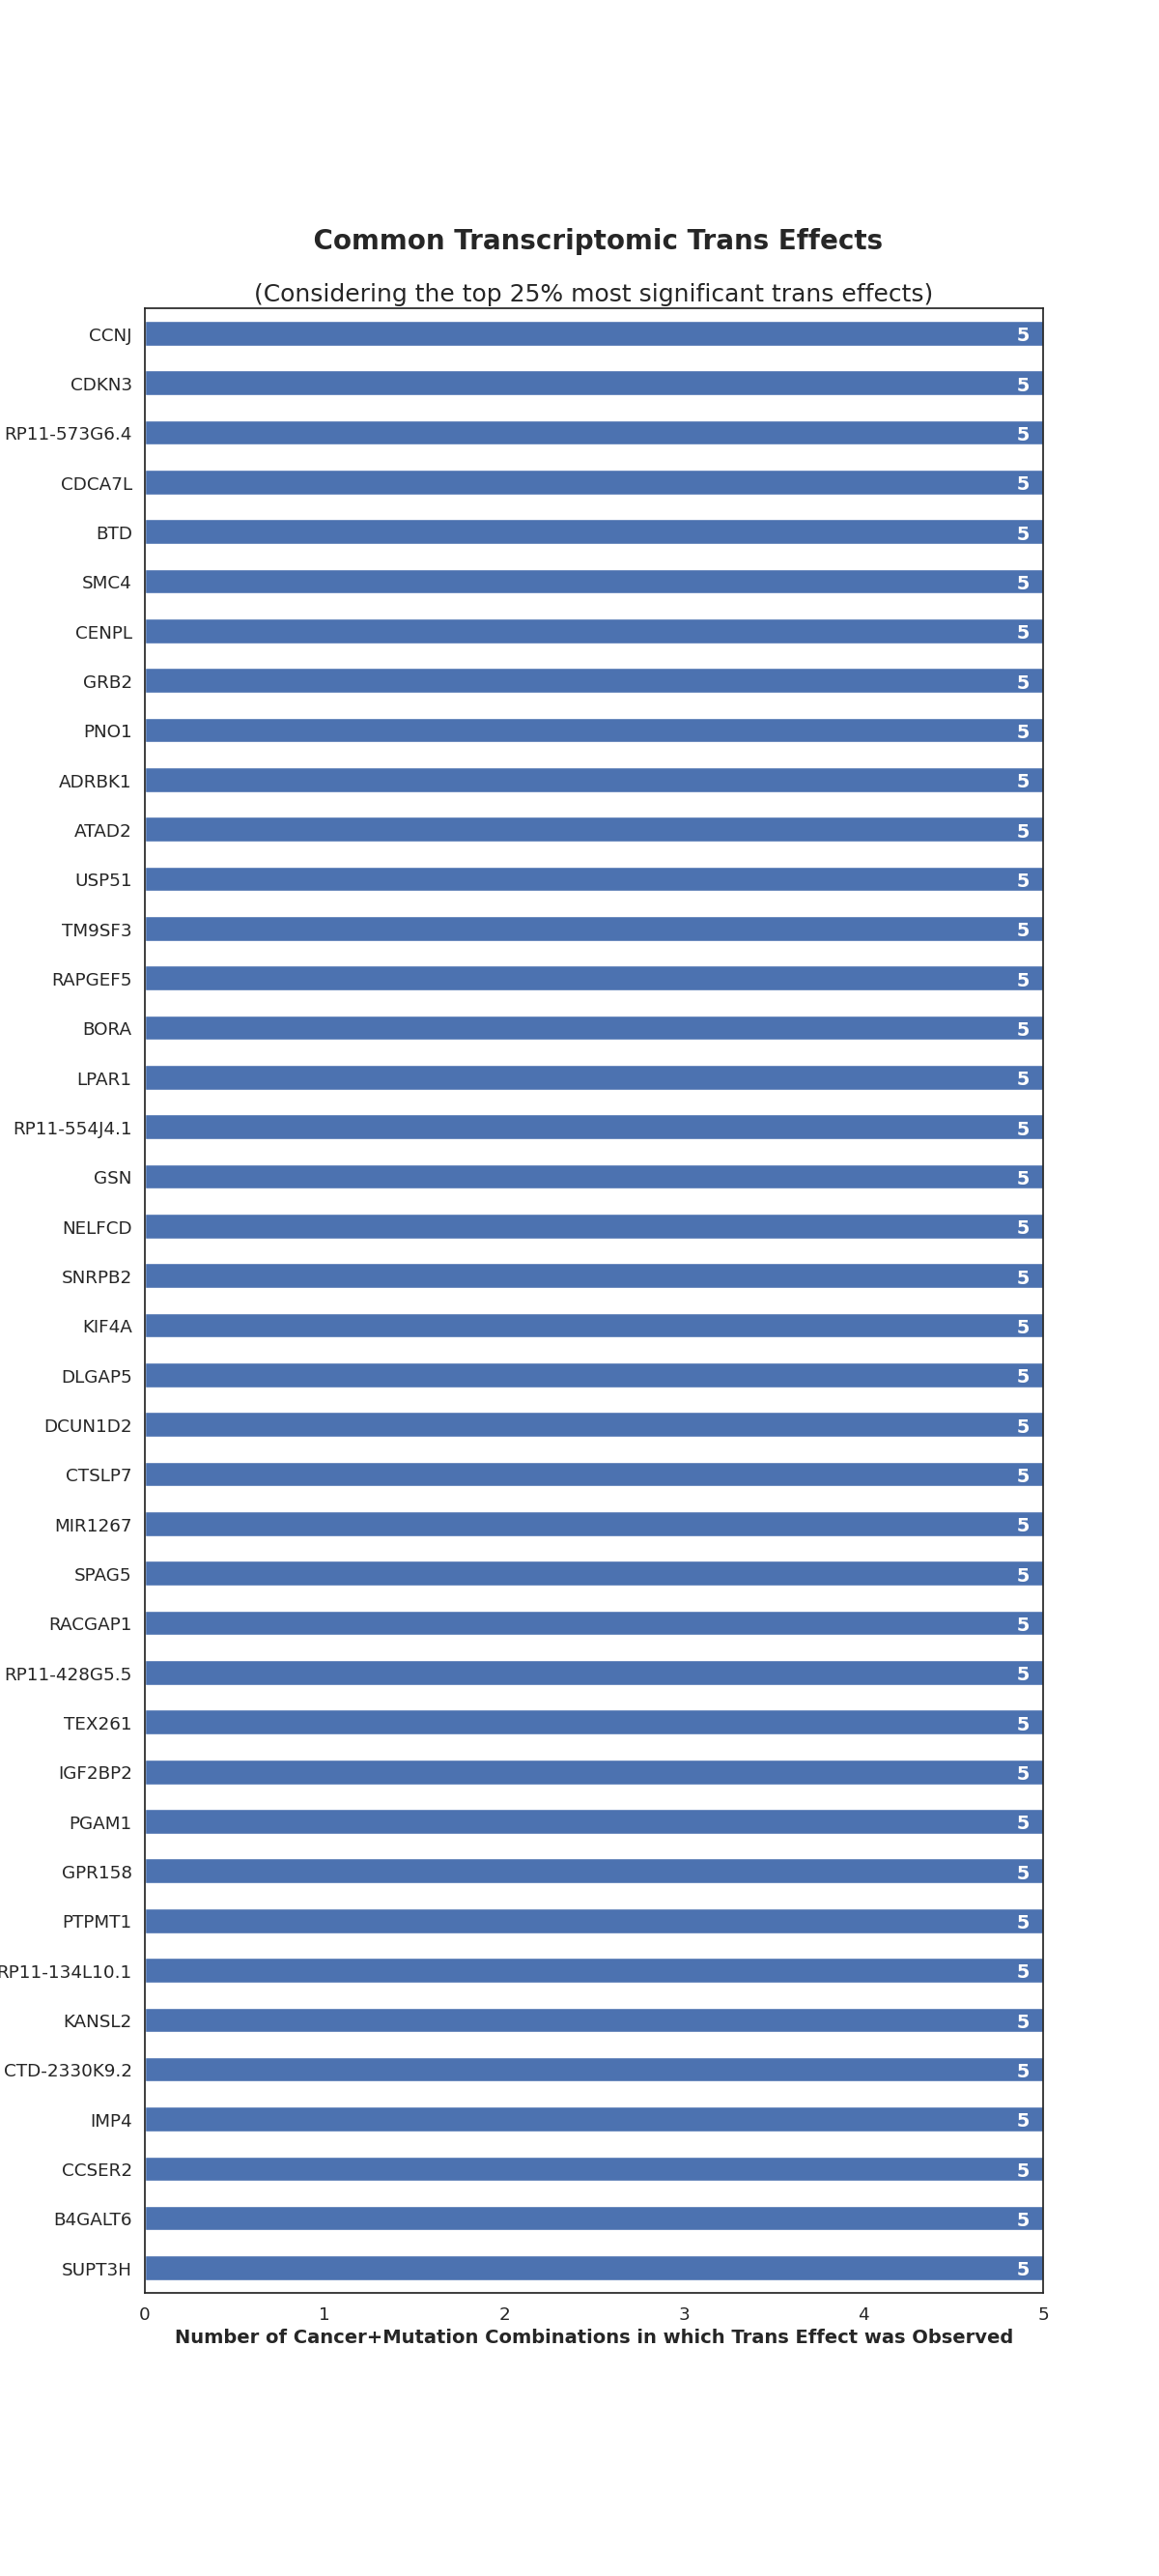 Common Transcriptomic Trans Effects
(Considering the top 25% most significant trans effects)
CCNJ 5
CDKN3 5
RP11-573G6.4 5
CDCA7L 5
BTD 5
SMC4 5
CENPL 5
GRB2 5
PNO1 5
ADRBK1 5
ATAD2 5
USP51 5
TM9SF3 5
RAPGEF5 5
BORA 5
LPAR1 5
RP11-554J4.1 5
GSN 5
NELFCD 5
SNRPB2 5
KIF4A 5
DLGAP5 5
DCUN1D2 5
CTSLP7 5
MIR1267 5
SPAG5 5
RACGAP1 5
RP11-428G5.5 5
TEX261 5
IGF2BP2 5
PGAM1 5
GPR158 5
PTPMT1 5
RP11-134L10.1 5
KANSL2 5
CTD-2330K9.2 5
IMP4 5
CCSER2 5
B4GALT6 5
SUPT3H 5
0 1 2 3 4 5
Number of Cancer+Mutation Combinations in which Trans Effect was Observed